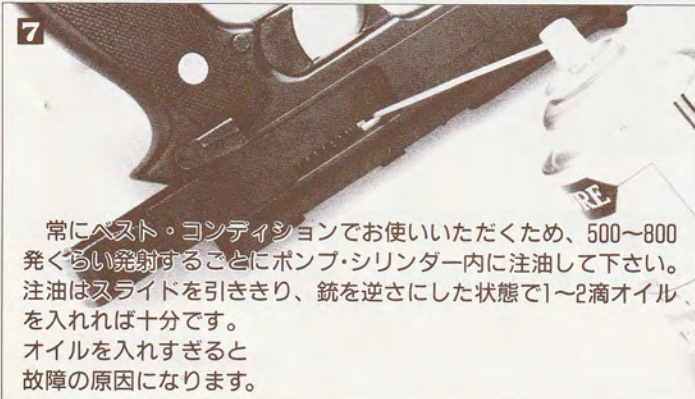 7
常にベスト・コンディションでお使いいただくため、500〜800
発くらい発射するごとにポンプ・シリンダー内に注油して下さい。
注油はスライドを引ききり、銃を逆さにした状態で1〜2滴オイル
を入れれば十分です。
オイルを入れすぎると
故障の原因になります。
RE